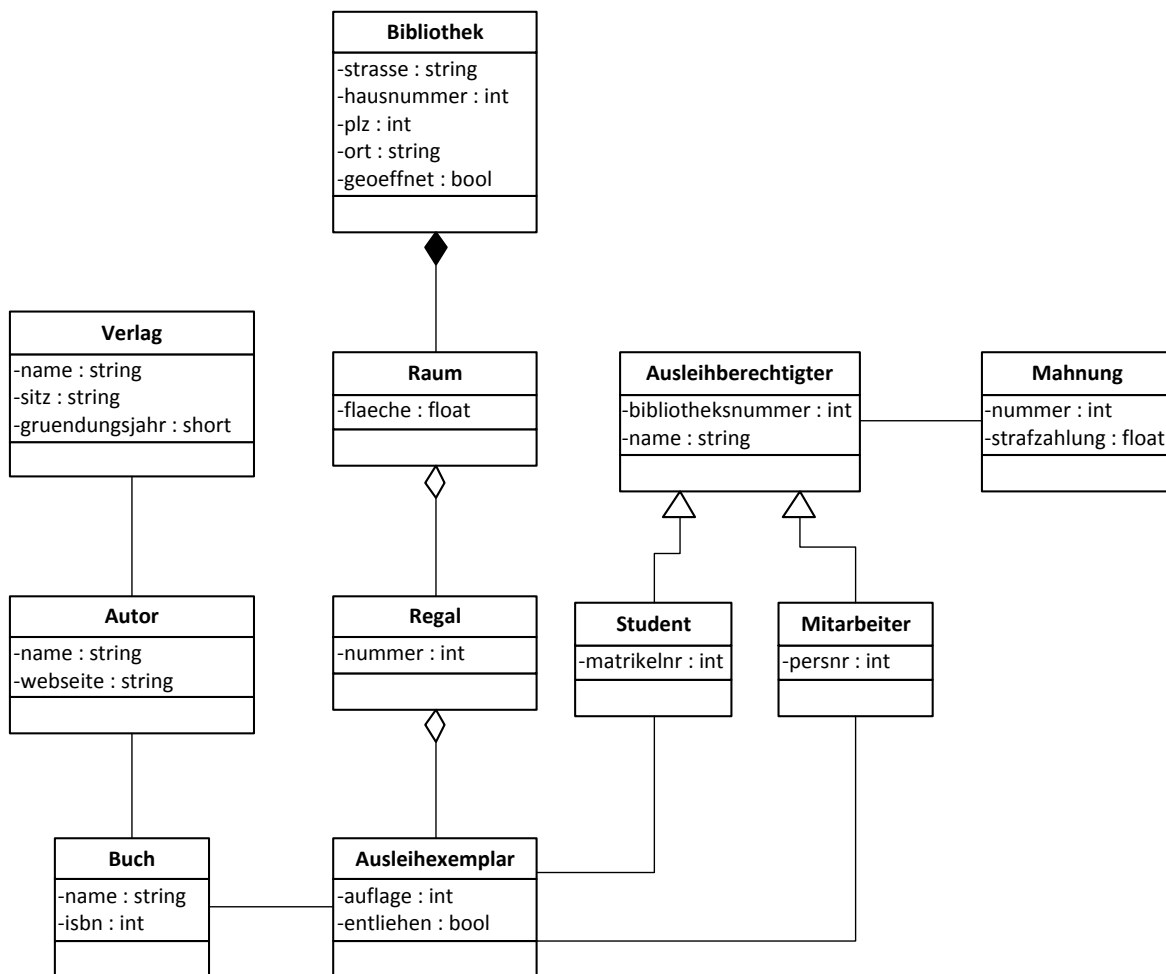 Bibliothek
-strasse : string
-hausnummer : int
-plz : int
-ort : string
-geoeffnet : bool
Verlag
-name : string
-sitz : string
-gruendungsjahr : short
Raum
-flaeche : float
Ausleihberechtigter
-bibliotheksnummer : int
-name : string
Mahnung
-nummer : int
-strafzahlung : float
Autor
-name : string
-webseite : string
Regal
-nummer : int
Student
-matrikelnr : int
Mitarbeiter
-persnr : int
Buch
-name : string
-isbn : int
Ausleihexemplar
-auflage : int
-entliehen : bool